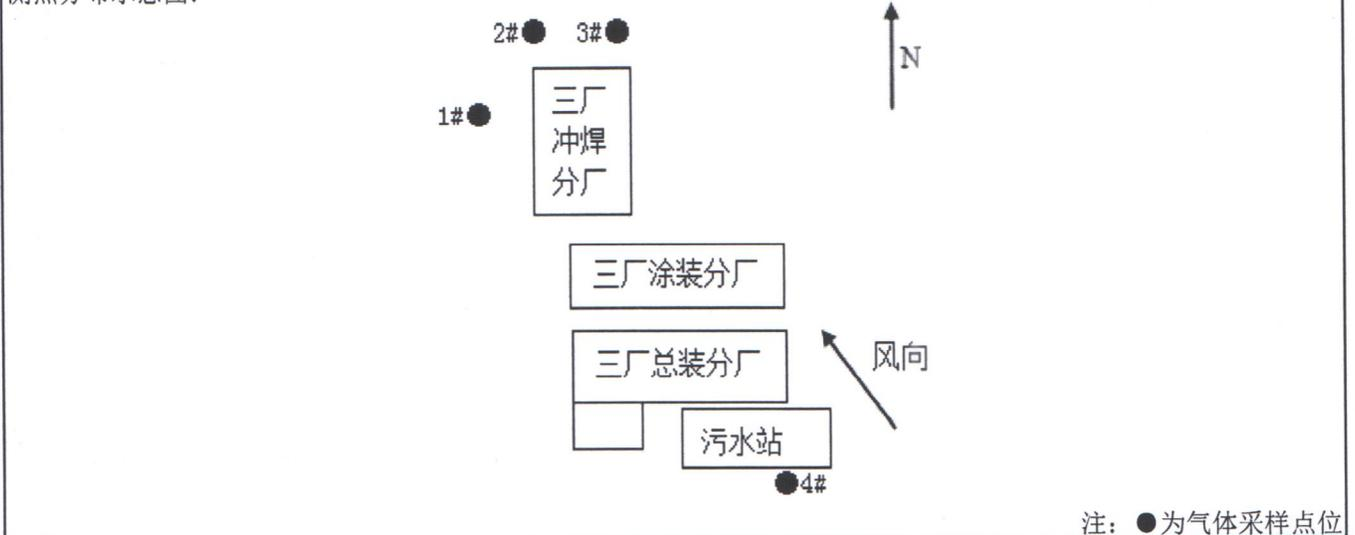 2# 3#
N
1#
三厂
冲焊
分厂
三厂涂装分厂
三厂总装分厂
风向
污水站
4#
注：●为气体采样点位